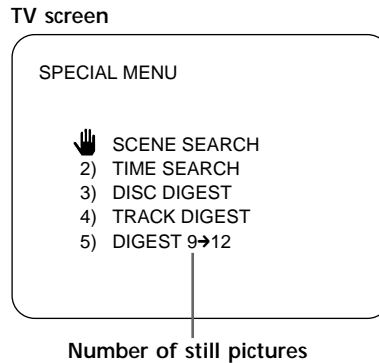 TV screen
SPECIAL MENU
SCENE SEARCH
2) TIME SEARCH
3) DISC DIGEST
4) TRACK DIGEST
5) DIGEST 9→12
Number of still pictures